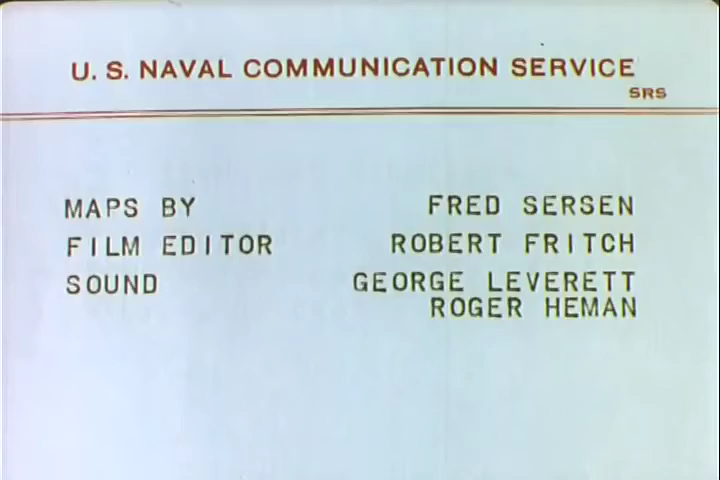 U. S. NAVAL COMMUNICATION SERVICE
SRS
MAPS BY FRED SERSEN
FILM EDITOR ROBERT FRITCH
SOUND GEORGE LEVERETT
ROGER HEMAN